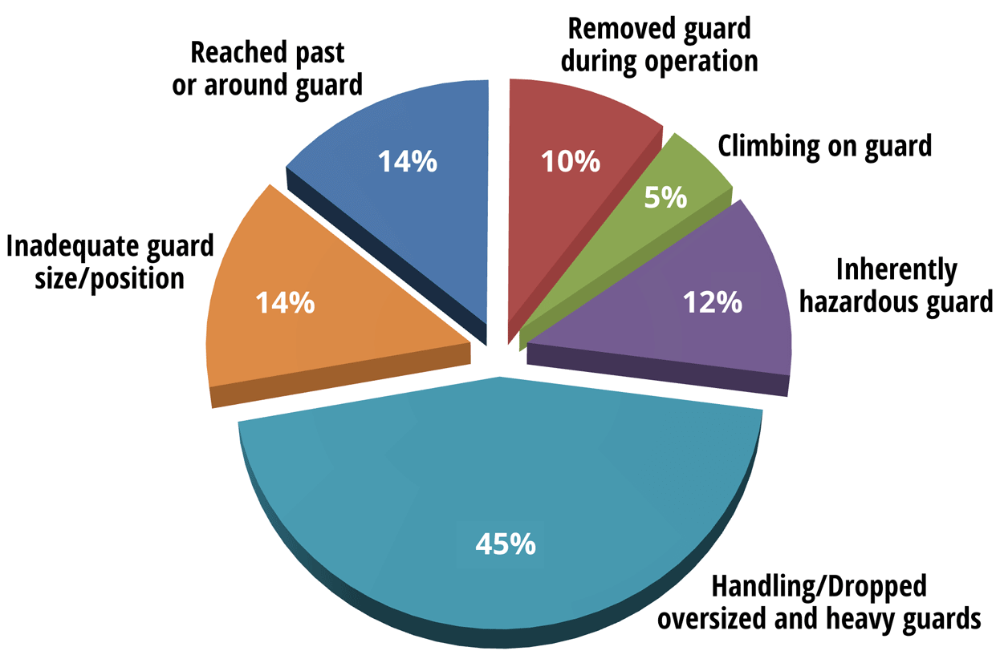 Removed guard
during operation
10%
Climbing on guard
5%
Inherently
hazardous guard
12%
Handling/Dropped
oversized and heavy guards
45%
Inadequate guard
size/position
14%
Reached past
or around guard
14%